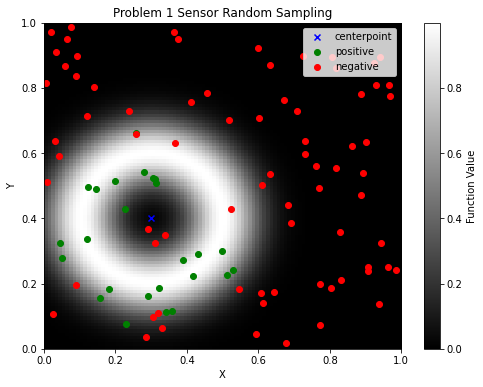 Problem 1 Sensor Random Sampling
centerpoint
positive
negative
1.0
0.8
0.6
0.4
0.2
0.0
Y
0.0 0.2 0.4 0.6 0.8 1.0
X
0.8
0.6
0.4
0.2
0.0
Function Value